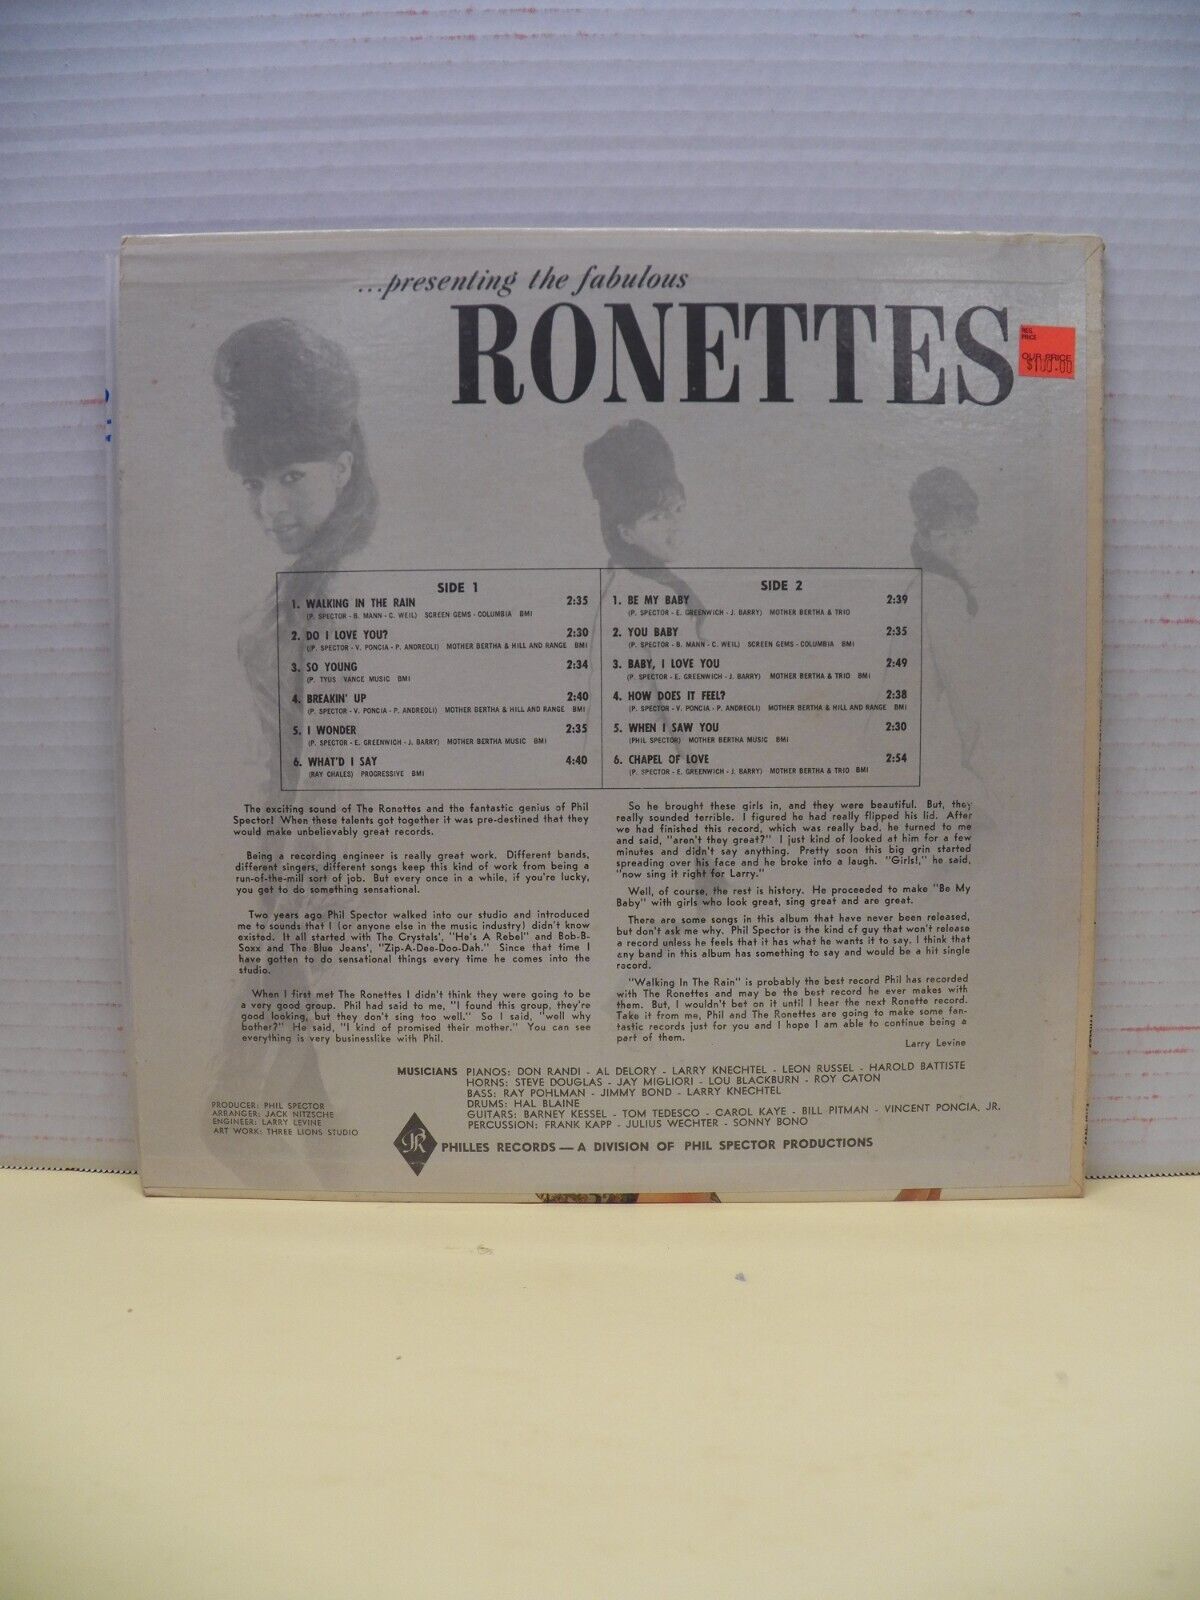 ...presenting the fabulous
RONETTES
REG.
PRICE
OUR PRICE
$100.00
SIDE 1
1. WALKING IN THE RAIN 2:35
(P. SPECTOR - B. MANN - C. WEIL) SCREEN GEMS - COLUMBIA BMI
2. DO I LOVE YOU? 2:30
(P. SPECTOR - V. PONCIA - P. ANDREOLI) MOTHER BERTHA & HILL AND RANGE BMI
3. SO YOUNG 2:34
(P. TYUS VANCE MUSIC BMI
4. BREAKIN' UP 2:40
(P. SPECTOR - V. PONCIA - P. ANDREOLI) MOTHER BERTHA & HILL AND RANGE BMI
5. I WONDER 2:35
(P. SPECTOR - E. GREENWICH - J. BARRY) MOTHER BERTHA MUSIC BMI
6. WHAT'D I SAY 4:40
(RAY CHALES) PROGRESSIVE BMI
SIDE 2
1. BE MY BABY 2:39
(P. SPECTOR - E. GREENWICH - J. BARRY) MOTHER BERTHA & TRIO
2. YOU BABY 2:35
(P. SPECTOR - B. MANN - C. WEIL) SCREEN GEMS - COLUMBIA BMI
3. BABY, I LOVE YOU 2:49
(P. SPECTOR - E. GREENWICH - J. BARRY) MOTHER BERTHA & TRIO BMI
4. HOW DOES IT FEEL? 2:38
(P. SPECTOR - V. PONCIA - P. ANDREOLI) MOTHER BERTHA & HILL AND RANGE BMI
5. WHEN I SAW YOU 2:30
(PHIL SPECTOR) MOTHER BERTHA MUSIC BMI
6. CHAPEL OF LOVE 2:54
(P. SPECTOR - E. GREENWICH - J. BARRY) MOTHER BERTHA & TRIO BMI
The exciting sound of The Ronettes and the fantastic genius of Phil
Spector! When these talents got together it was pre-destined that they
would make unbelievably great records.
Being a recording engineer is really great work. Different bands,
different singers, different songs keep this kind of work from being a
run-of-the-mill sort of job. But every once in a while, if you're lucky,
you get to do something sensational.
Two years ago Phil Spector walked into our studio and introduced
me to sounds that I (or anyone else in the music industry) didn't know
existed. It all started with The Crystals', "He's A Rebel" and Bob-B-
Soxx and The Blue Jeans', "Zip-A-Dee-Doo-Dah." Since that time I
have gotten to do sensational things every time he comes into the
studio.
When I first met The Ronettes I didn't think they were going to be
a very good group. Phil had said to me, "I found this group, they're
good looking, but they don't sing too well." So I said, "well why
bother?" He said, "I kind of promised their mother." You can see
everything is very businesslike with Phil.
So he brought these girls in, and they were beautiful. But, they
really sounded terrible. I figured he had really flipped his lid. After
we had finished this record, which was really bad, he turned to me
and said, "aren't they great?" I just kind of looked at him for a few
minutes and didn't say anything. Pretty soon this big grin started
spreading over his face and he broke into a laugh. "Girls!," he said,
"now sing it right for Larry."
Well, of course, the rest is history. He proceeded to make "Be My
Baby" with girls who look great, sing great and are great.
There are some songs in this album that have never been released,
but don't ask me why. Phil Spector is the kind of guy that won't release
a record unless he feels that it has what he wants it to say. I think that
any band in this album has something to say and would be a hit single
record.
"Walking In The Rain" is probably the best record Phil has recorded
with The Ronettes and may be the best record he ever makes with
them. But, I wouldn't bet on it until I hear the next Ronette record.
Take it from me, Phil and The Ronettes are going to make some fan-
tastic records just for you and I hope I am able to continue being a
part of them.
Larry Levine
MUSICIANS PIANOS: DON RANDI - AL DELORY - LARRY KNECHTEL - LEON RUSSEL - HAROLD BATTISTE
HORNS: STEVE DOUGLAS - JAY MIGLIORI - LOU BLACKBURN - ROY CATON
BASS: RAY POHLMAN - JIMMY BOND - LARRY KNECHTEL
DRUMS: HAL BLAINE
GUITARS: BARNEY KESSEL - TOM TEDESCO - CAROL KAYE - BILL PITMAN - VINCENT PONCIA, JR.
PERCUSSION: FRANK KAPP - JULIUS WECHTER - SONNY BONO
PRODUCER: PHIL SPECTOR
ARRANGER: JACK NITZSCHE
ENGINEER: LARRY LEVINE
ART WORK: THREE LIONS STUDIO
PHILLES RECORDS — A DIVISION OF PHIL SPECTOR PRODUCTIONS